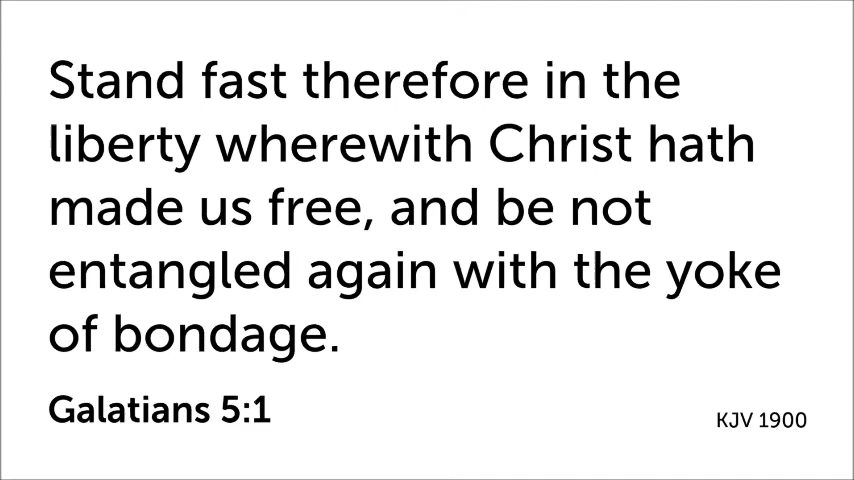 Stand fast therefore in the
liberty wherewith Christ hath
made us free, and be not
entangled again with the yoke
of bondage.
Galatians 5:1
KJV 1900